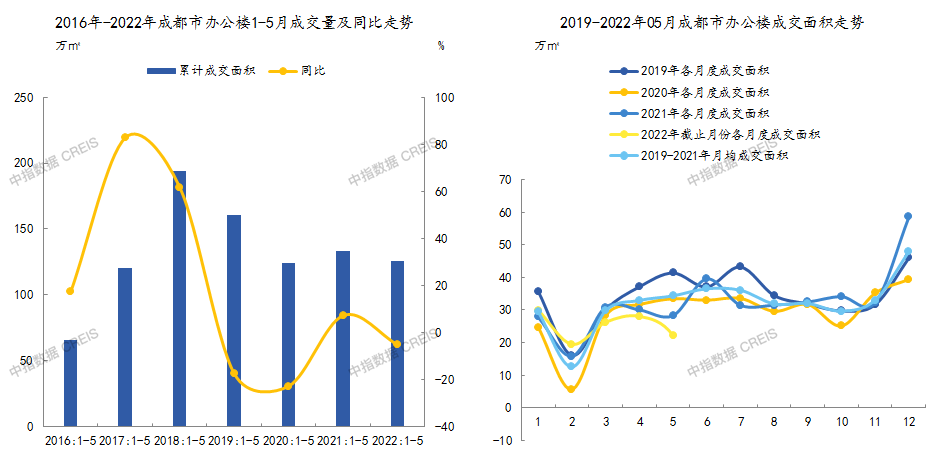 2016年-2022年成都市办公楼1-5月成交量及同比走势
万㎡
%
累计成交面积
同比
250
200
150
100
50
0
100
80
60
40
20
0
-20
-40
2016:1-5
2017:1-5
2018:1-5
2019:1-5
2020:1-5
2021:1-5
2022:1-5
中指数据 CREIS
中指数据 CREIS
中指数据 CREIS
中指数据 CREIS
2019-2022年05月成都市办公楼成交面积走势
万㎡
2019年各月度成交面积
2020年各月度成交面积
2021年各月度成交面积
2022年截止月份各月度成交面积
2019-2021年月均成交面积
70
60
50
40
30
20
10
0
-10
1
2
3
4
5
6
7
8
9
10
11
12
中指数据 CREIS
中指数据 CREIS